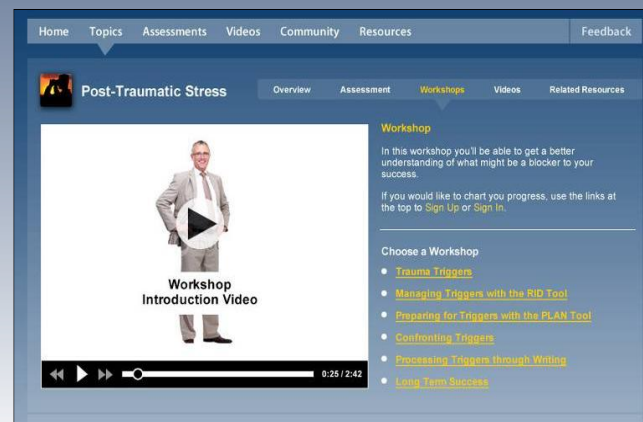 Home Topics Assessments Videos Community Resources Feedback
Post-Traumatic Stress
Overview Assessment Workshops Videos Related Resources
Workshop
In this workshop you'll be able to get a better
understanding of what might be a blocker to your
success.
If you would like to chart you progress, use the links at
the top to Sign Up or Sign In.
Choose a Workshop
Trauma Triggers
Managing Triggers with the RID Tool
Preparing for Triggers with the PLAN Tool
Confronting Triggers
Processing Triggers through Writing
Long Term Success
Workshop
Introduction Video
0:25 / 2:42